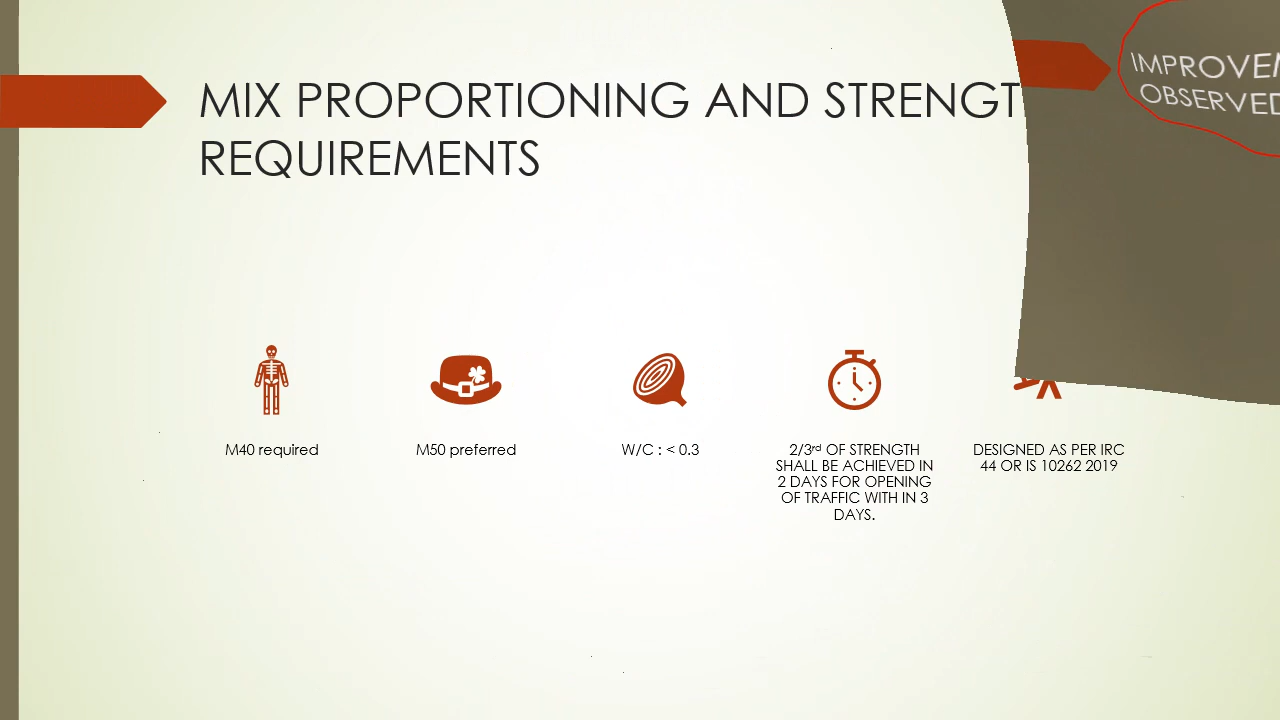 MIX PROPORTIONING AND STRENGT
REQUIREMENTS
M40 required
M50 preferred
W/C : < 0.3
2/3rd OF STRENGTH
SHALL BE ACHIEVED IN
2 DAYS FOR OPENING
OF TRAFFIC WITH IN 3
DAYS.
DESIGNED AS PER IRC
44 OR IS 10262 2019